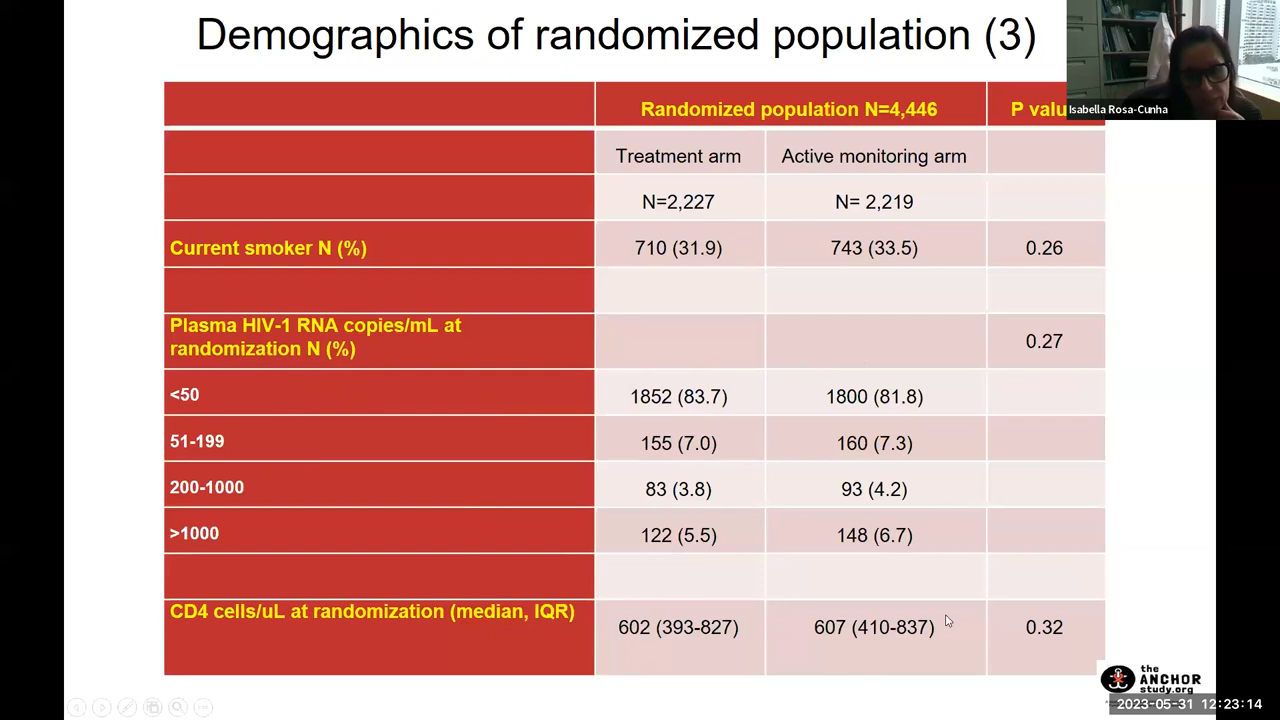 Demographics of randomized population (3)
Isabella Rosa-Cunha
Randomized population N=4,446
Treatment arm Active monitoring arm
N=2,227 N= 2,219
Current smoker N (%) 710 (31.9) 743 (33.5) 0.26
Plasma HIV-1 RNA copies/mL at
randomization N (%) 0.27
<50 1852 (83.7) 1800 (81.8)
51-199 155 (7.0) 160 (7.3)
200-1000 83 (3.8) 93 (4.2)
>1000 122 (5.5) 148 (6.7)
CD4 cells/uL at randomization (median, IQR)
602 (393-827) 607 (410-837) 0.32
the
ANCHOR
study.org
2023-05-31 12:23:14